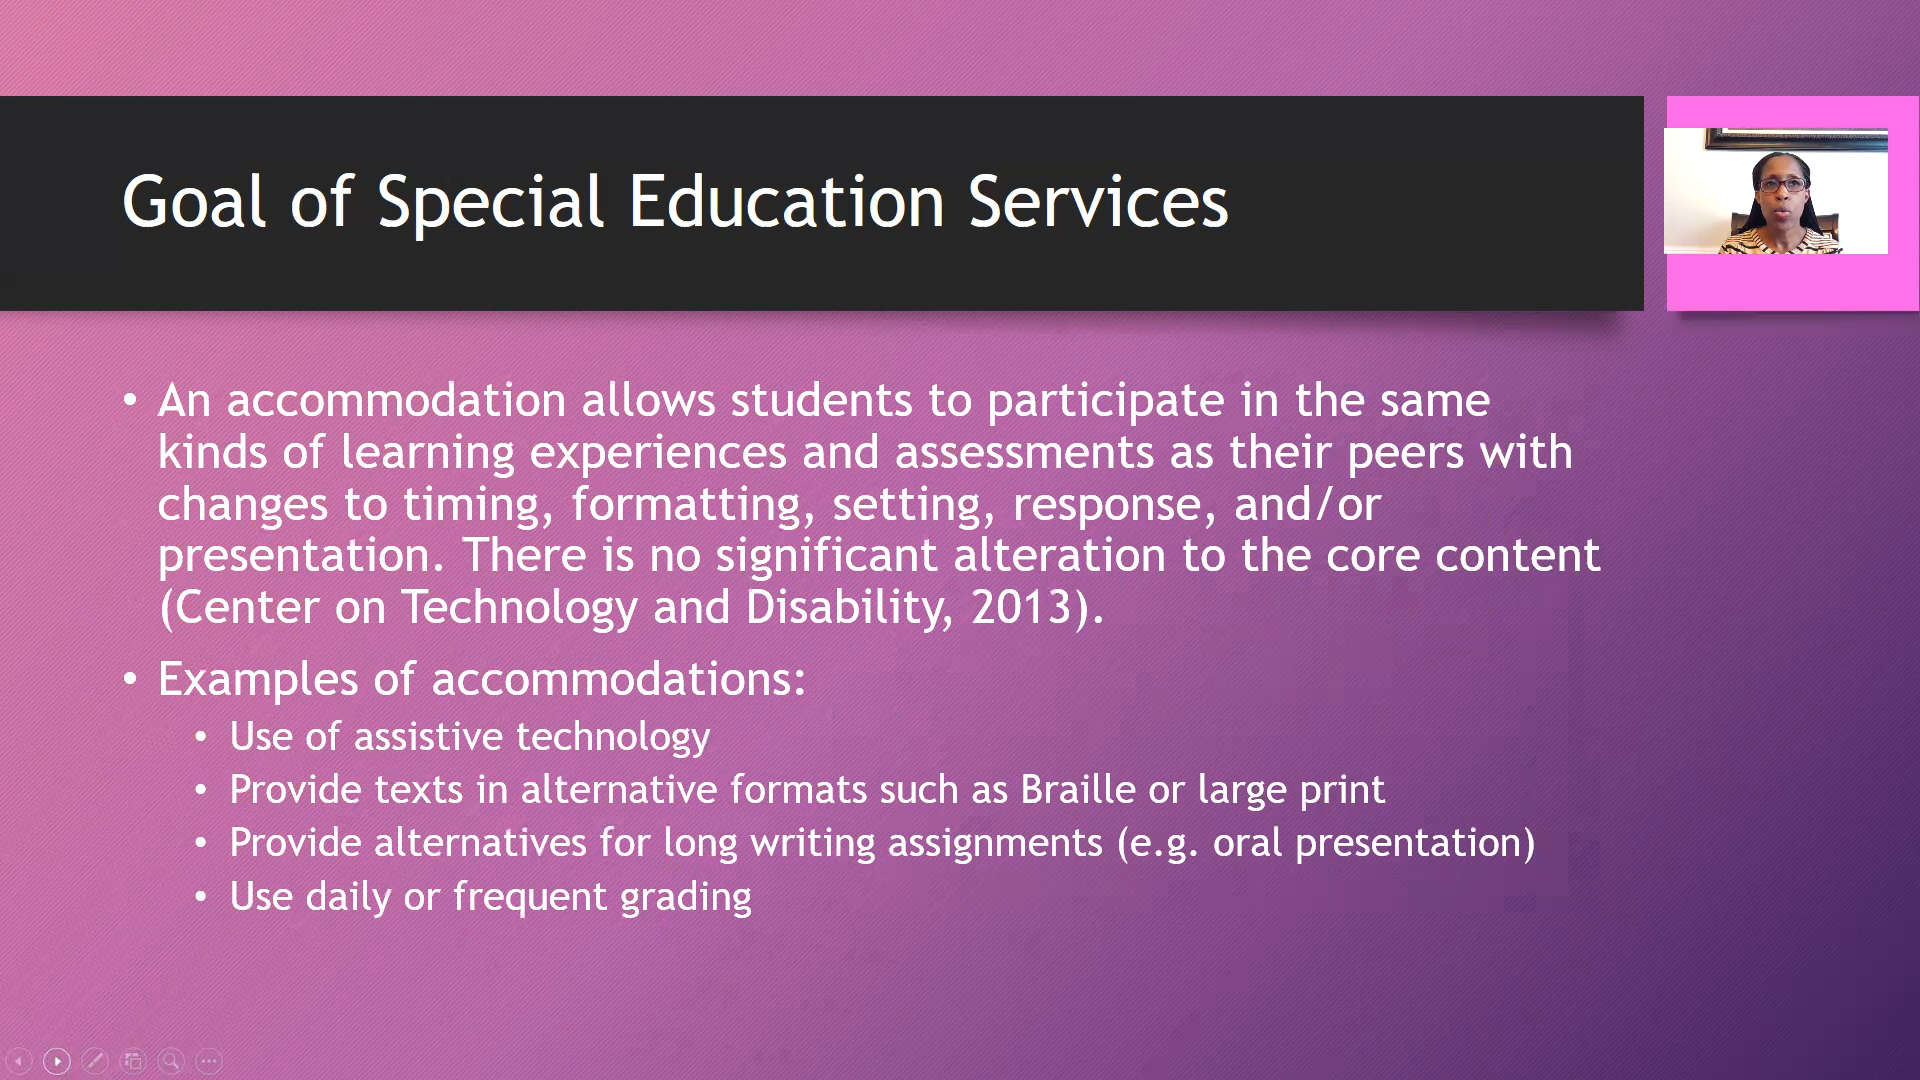 Goal of Special Education Services
• An accommodation allows students to participate in the same
kinds of learning experiences and assessments as their peers with
changes to timing, formatting, setting, response, and/or
presentation. There is no significant alteration to the core content
(Center on Technology and Disability, 2013).
• Examples of accommodations:
• Use of assistive technology
• Provide texts in alternative formats such as Braille or large print
• Provide alternatives for long writing assignments (e.g. oral presentation)
• Use daily or frequent grading